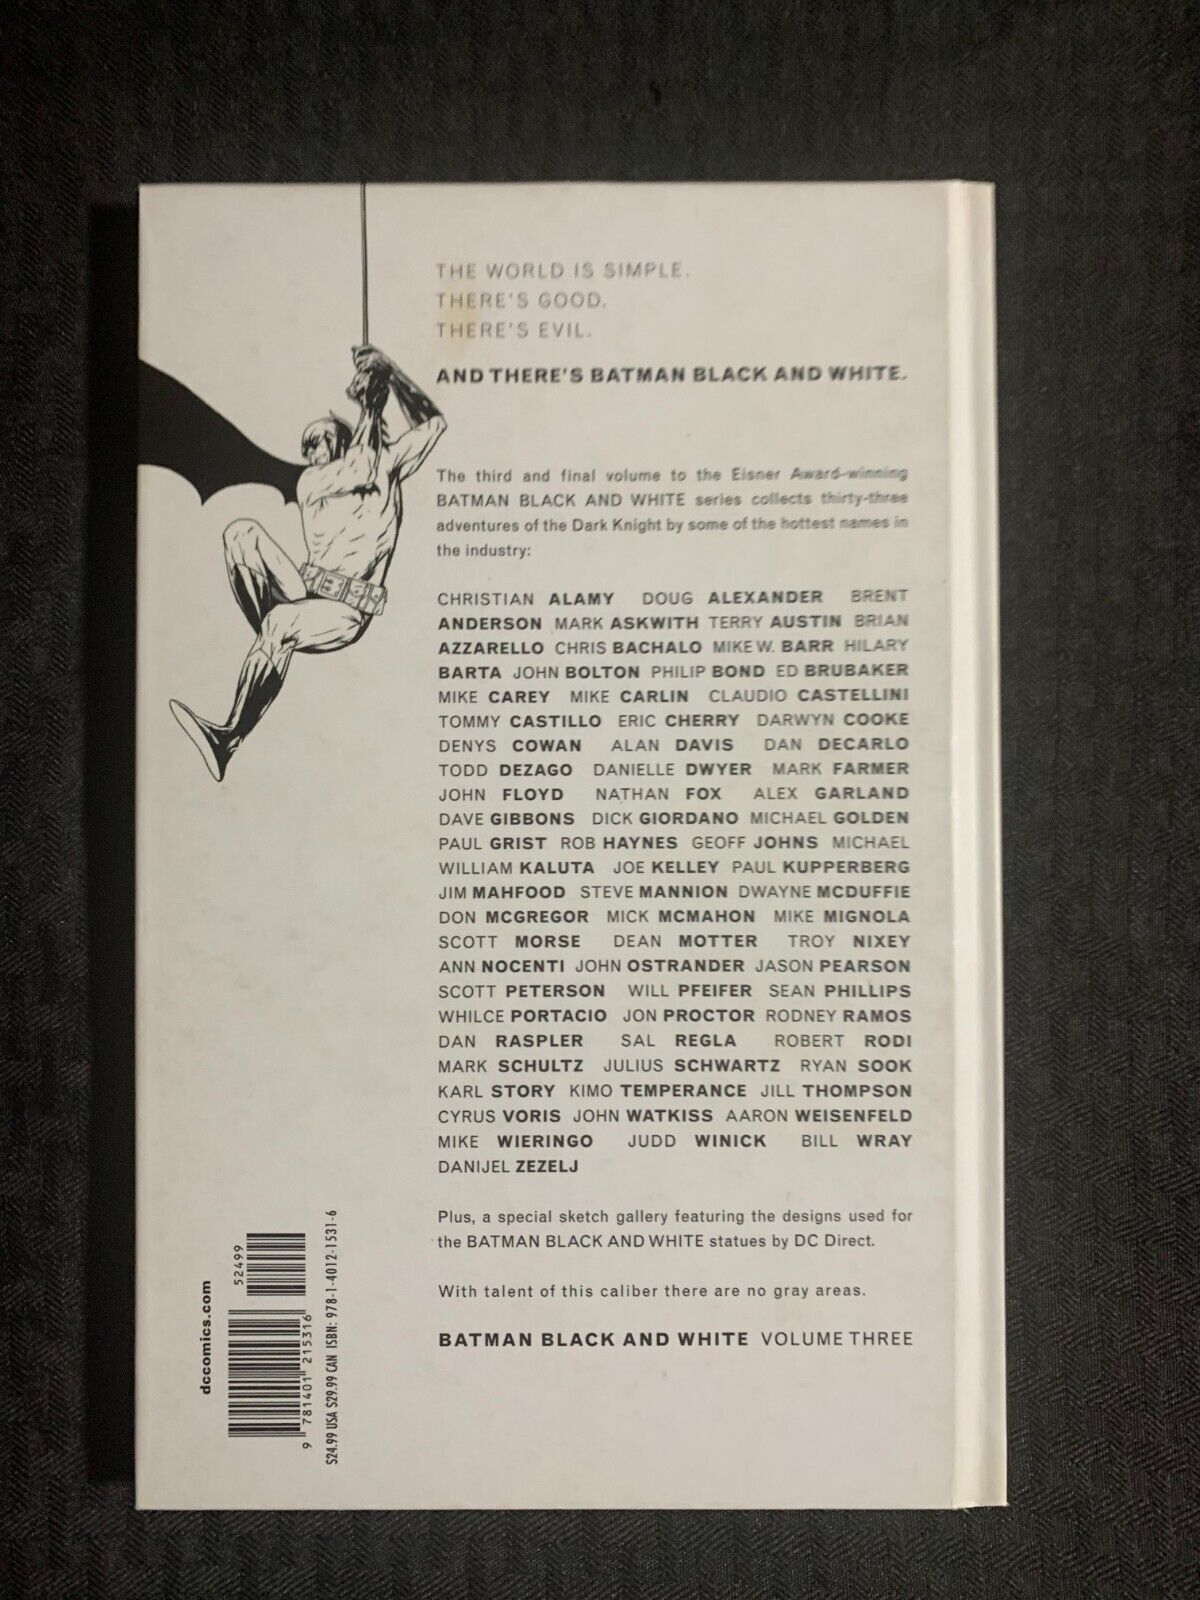 THE WORLD IS SIMPLE.
THERE'S GOOD.
THERE'S EVIL.
AND THERE'S BATMAN BLACK AND WHITE.
The third and final volume to the Eisner Award-winning
BATMAN BLACK AND WHITE series collects thirty-three
adventures of the Dark Knight by some of the hottest names in
the industry:
CHRISTIAN ALAMY DOUG ALEXANDER BRENT
ANDERSON MARK ASKWITH TERRY AUSTIN BRIAN
AZZARELLO CHRIS BACHALO MIKE W. BARR HILARY
BARTA JOHN BOLTON PHILIP BOND ED BRUBAKER
MIKE CAREY MIKE CARLIN CLAUDIO CASTELLINI
TOMMY CASTILLO ERIC CHERRY DARWYN COOKE
DENYS COWAN ALAN DAVIS DAN DECARLO
TODD DEZAGO DANIELLE DWYER MARK FARMER
JOHN FLOYD NATHAN FOX ALEX GARLAND
DAVE GIBBONS DICK GIORDANO MICHAEL GOLDEN
PAUL GRIST ROB HAYNES GEOFF JOHNS MICHAEL
WILLIAM KALUTA JOE KELLEY PAUL KUPPERBERG
JIM MAHFOOD STEVE MANNION DWAYNE MCDUFFIE
DON MCGREGOR MICK MCMAHON MIKE MIGNOLA
SCOTT MORSE DEAN MOTTER TROY NIXEY
ANN NOCENTI JOHN OSTRANDER JASON PEARSON
SCOTT PETERSON WILL PFEIFER SEAN PHILLIPS
WHILCE PORTACIO JON PROCTOR RODNEY RAMOS
DAN RASPLER SAL REGLA ROBERT RODI
MARK SCHULTZ JULIUS SCHWARTZ RYAN SOOK
KARL STORY KIMO TEMPERANCE JILL THOMPSON
CYRUS VORIS JOHN WATKISS AARON WEISENFELD
MIKE WIERINGO JUDD WINICK BILL WRAY
DANIJEL ZEZELJ
Plus, a special sketch gallery featuring the designs used for
the BATMAN BLACK AND WHITE statues by DC Direct.
With talent of this caliber there are no gray areas.
BATMAN BLACK AND WHITE VOLUME THREE
dccomics.com
52499
9 781401 215316
$24.99 USA $29.99 CAN ISBN: 978-1-4012-1531-6